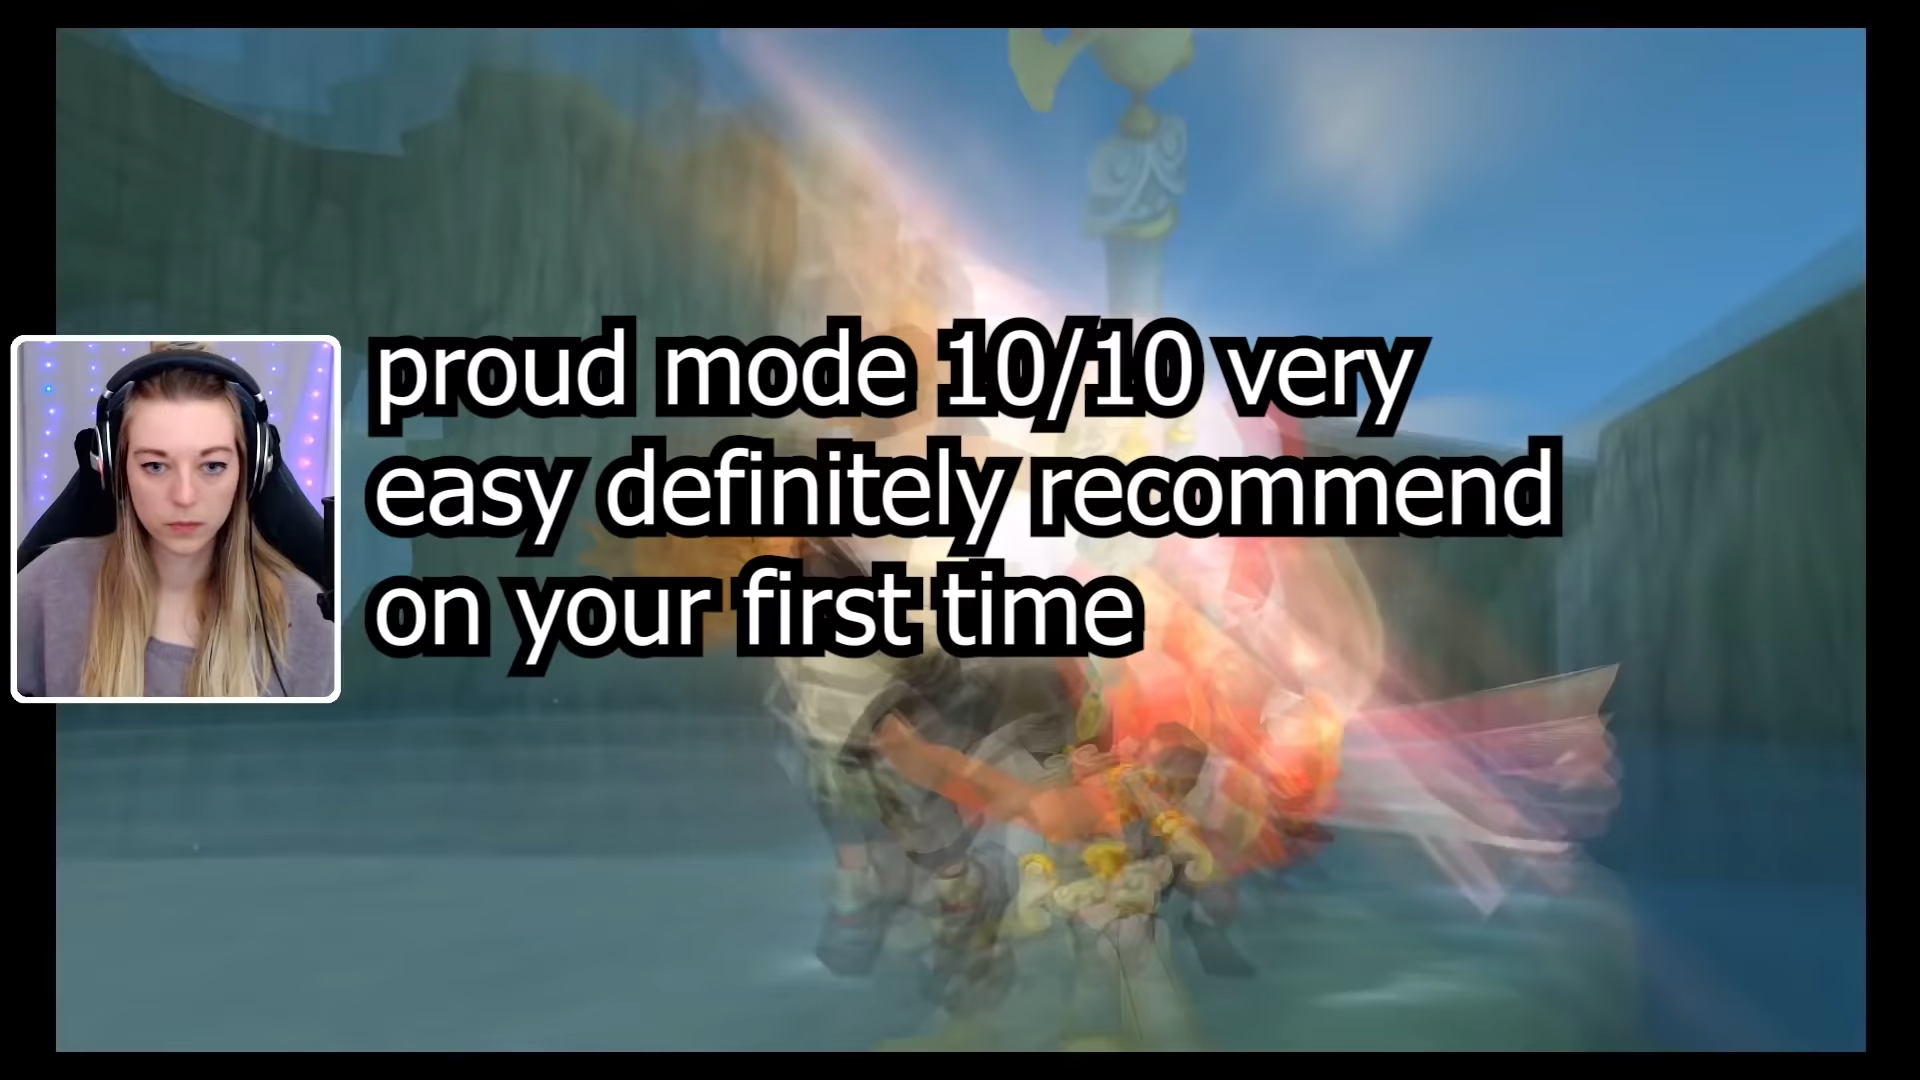 proud mode 10/10 very
easy definitely recommend
on your first time